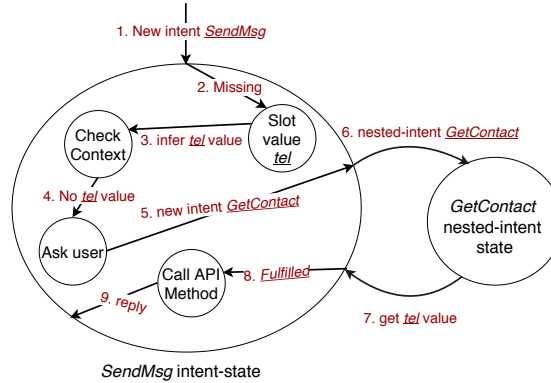 1. New intent SendMsg
2. Missing
Slot
value
tel
Check
Context
3. infer tel value
6. nested-intent GetContact
4. No tel value
5. new intent GetContact
GetContact
nested-intent
state
Ask user
Call API
Method
8. Fulfilled
9. reply
7. get tel value
SendMsg intent-state